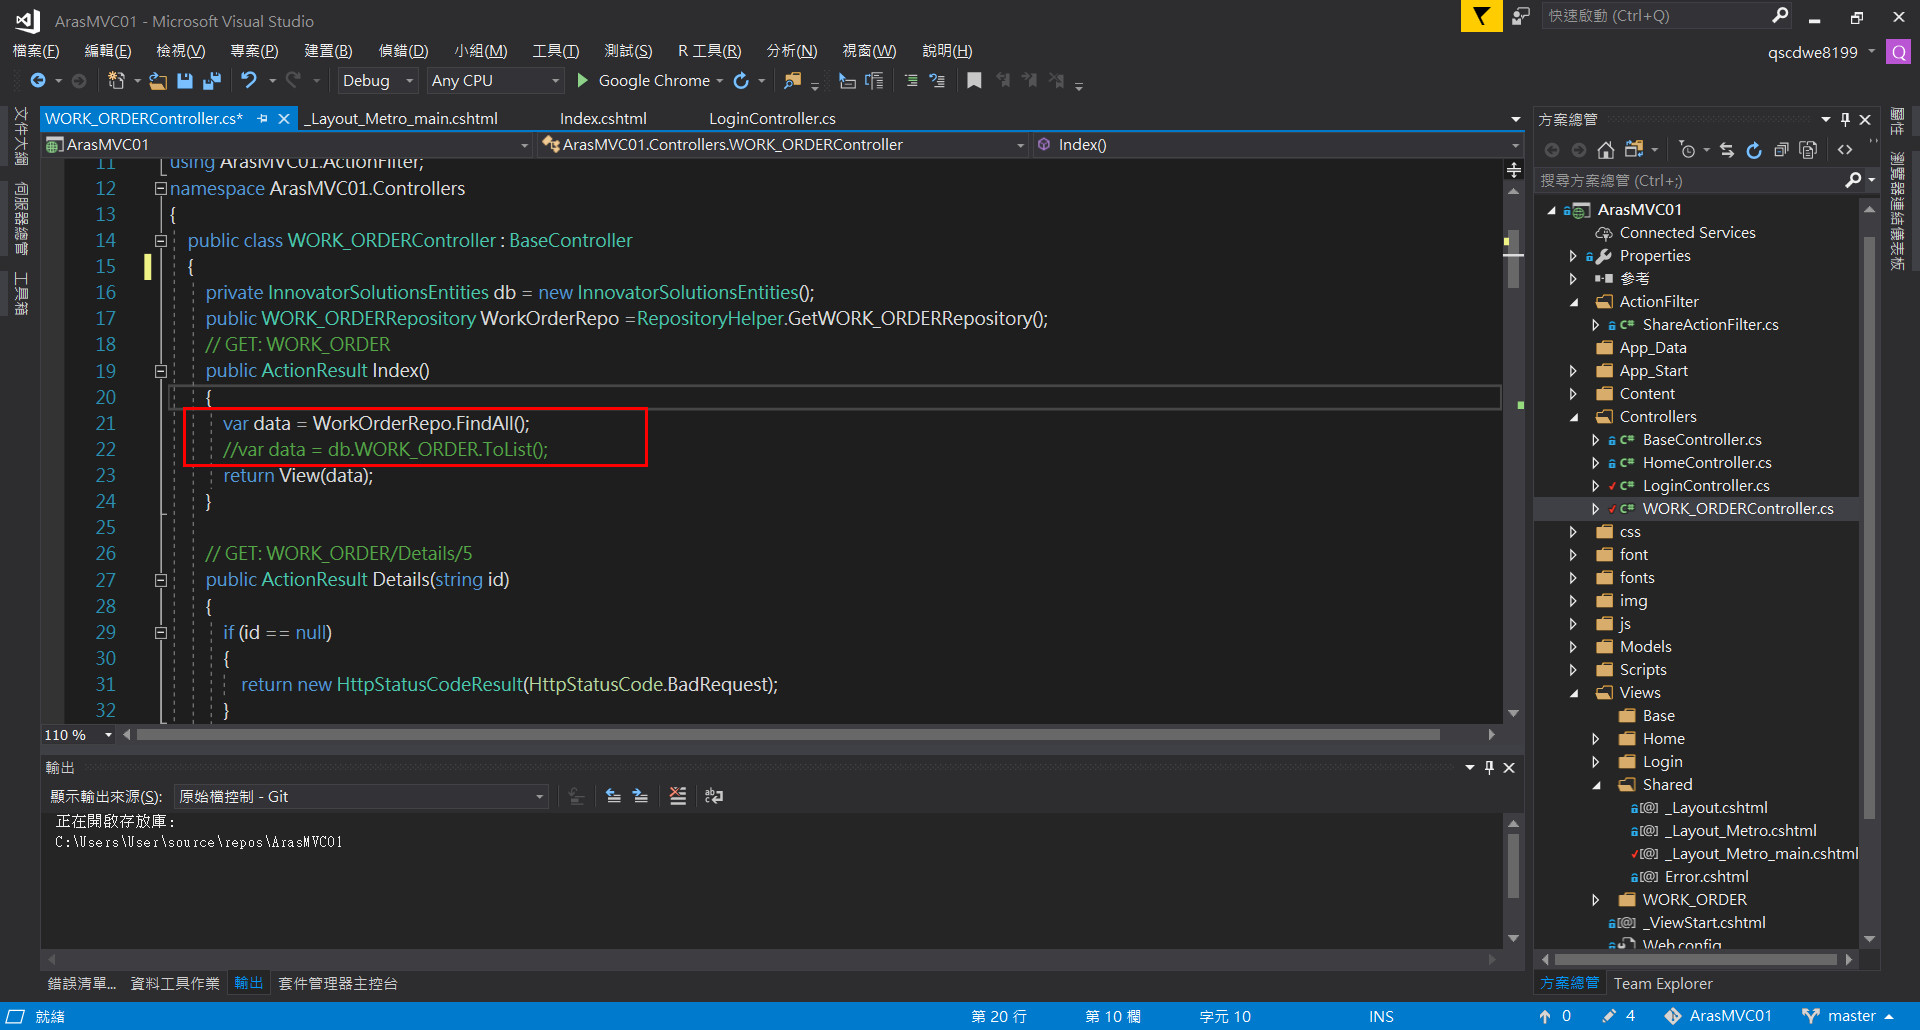 ArasMVC01 - Microsoft Visual Studio
快速啟動 (Ctrl+Q)
檔案(F) 編輯(E) 檢視(V) 專案(P) 建置(B) 偵錯(D) 小組(M) 工具(T) 測試(S) R 工具(R) 分析(N) 視窗(W) 說明(H)
qscdwe8199
Q
Debug
Any CPU
Google Chrome
文件大綱
伺服器總管
工具箱
WORK_ORDERController.cs*
_Layout_Metro_main.cshtml
Index.cshtml
LoginController.cs
ArasMVC01
ArasMVC01.Controllers.WORK_ORDERController
Index()
11 using ArasMVC01.ActionFilter;
12 namespace ArasMVC01.Controllers
13 {
14 public class WORK_ORDERController : BaseController
15 {
16 private InnovatorSolutionsEntities db = new InnovatorSolutionsEntities();
17 public WORK_ORDERRepository WorkOrderRepo =RepositoryHelper.GetWORK_ORDERRepository();
18 // GET: WORK_ORDER
19 public ActionResult Index()
20 {
21 var data = WorkOrderRepo.FindAll();
22 //var data = db.WORK_ORDER.ToList();
23 return View(data);
24 }
25
26 // GET: WORK_ORDER/Details/5
27 public ActionResult Details(string id)
28 {
29 if (id == null)
30 {
31 return new HttpStatusCodeResult(HttpStatusCode.BadRequest);
32 }
110 %
輸出
顯示輸出來源(S): 原始檔控制 - Git
正在開啟存放庫:
C:\Users\User\source\repos\ArasMVC01
錯誤清單... 資料工具作業 輸出 套件管理器主控台
方案總管
搜尋方案總管 (Ctrl+;)
ArasMVC01
Connected Services
Properties
參考
ActionFilter
C# ShareActionFilter.cs
App_Data
App_Start
Content
Controllers
C# BaseController.cs
C# HomeController.cs
C# LoginController.cs
C# WORK_ORDERController.cs
css
font
fonts
img
js
Models
Scripts
Views
Base
Home
Login
Shared
[@] _Layout.cshtml
[@] _Layout_Metro.cshtml
[@] _Layout_Metro_main.cshtml
[@] Error.cshtml
WORK_ORDER
[@] _ViewStart.cshtml
Web.config
方案總管 Team Explorer
屬性
瀏覽器連結儀表板
就緒
第 20 行
第 10 欄
字元 10
INS
0
4
ArasMVC01
master